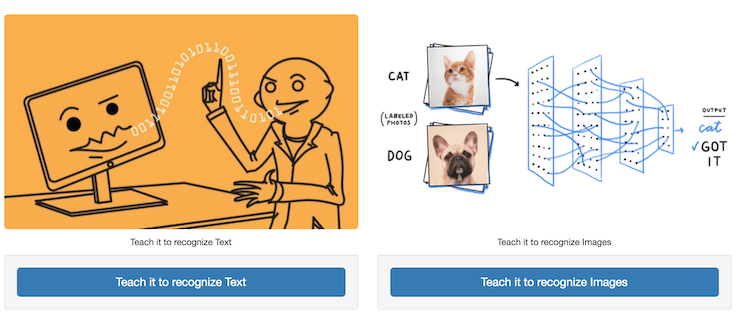 001110011010101100111001101010101
CAT
(LABELED
PHOTOS)
DOG
OUTPUT
cat
✓GOT
IT
Teach it to recognize Text
Teach it to recognize Images
Teach it to recognize Text
Teach it to recognize Images